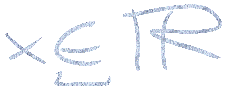 x ∈ ℝ